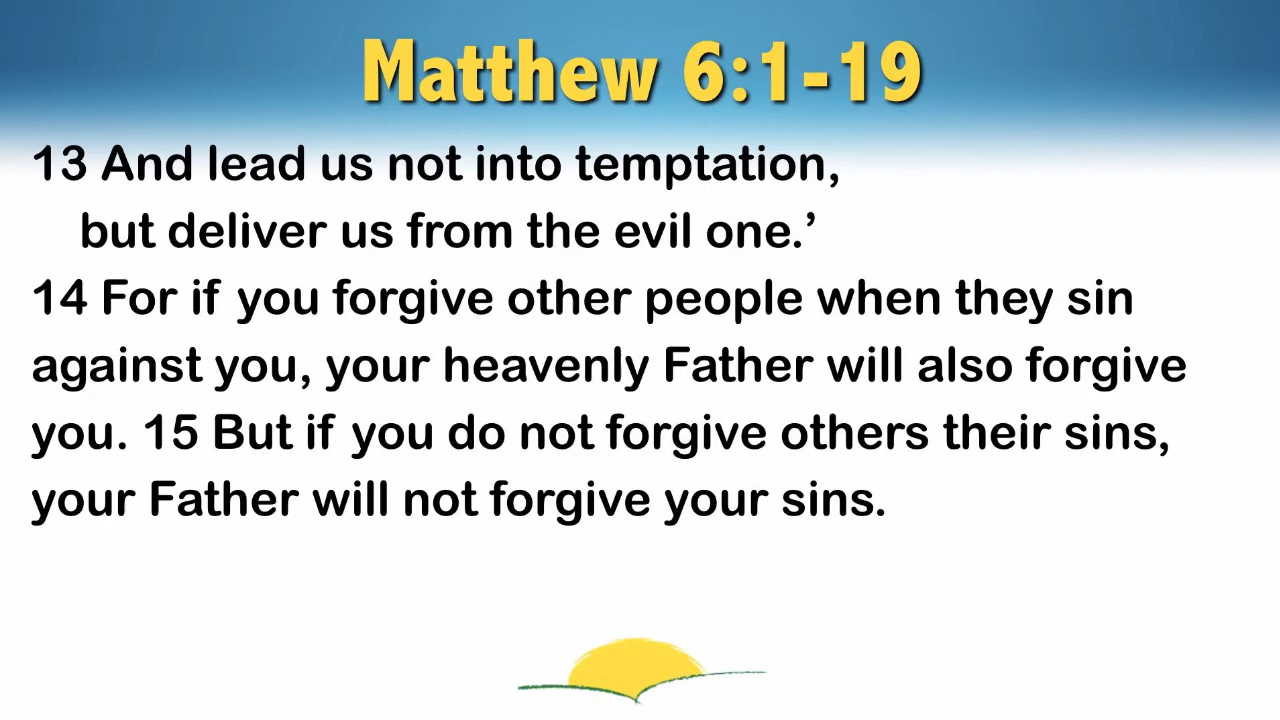 Matthew 6:1-19
13 And lead us not into temptation,
but deliver us from the evil one.’
14 For if you forgive other people when they sin
against you, your heavenly Father will also forgive
you. 15 But if you do not forgive others their sins,
your Father will not forgive your sins.